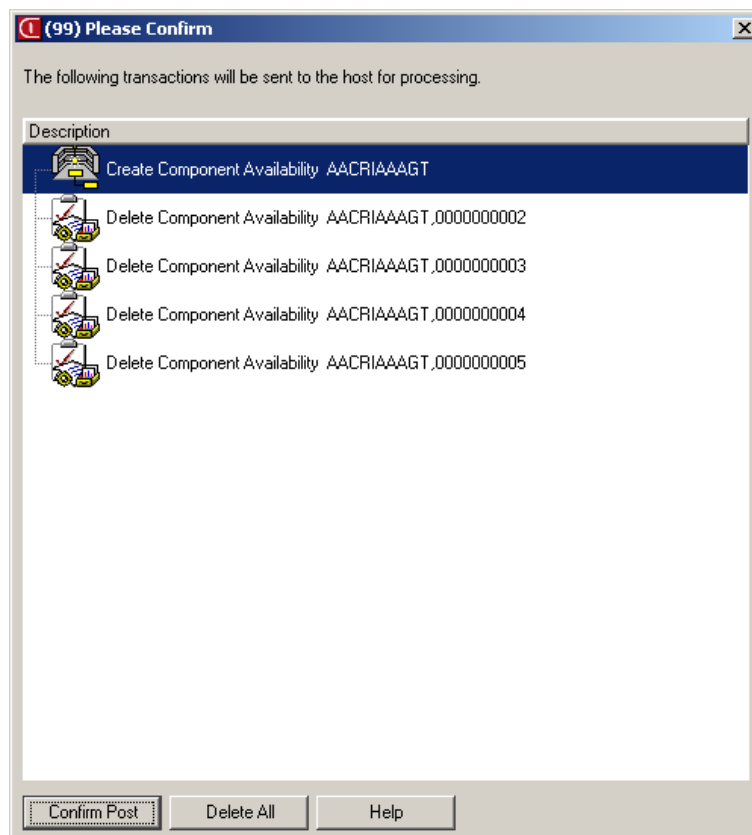 (99) Please Confirm
The following transactions will be sent to the host for processing.
Description
Create Component Availability AACRIAAAGT
Delete Component Availability AACRIAAAGT,0000000002
Delete Component Availability AACRIAAAGT,0000000003
Delete Component Availability AACRIAAAGT,0000000004
Delete Component Availability AACRIAAAGT,0000000005
Confirm Post Delete All Help